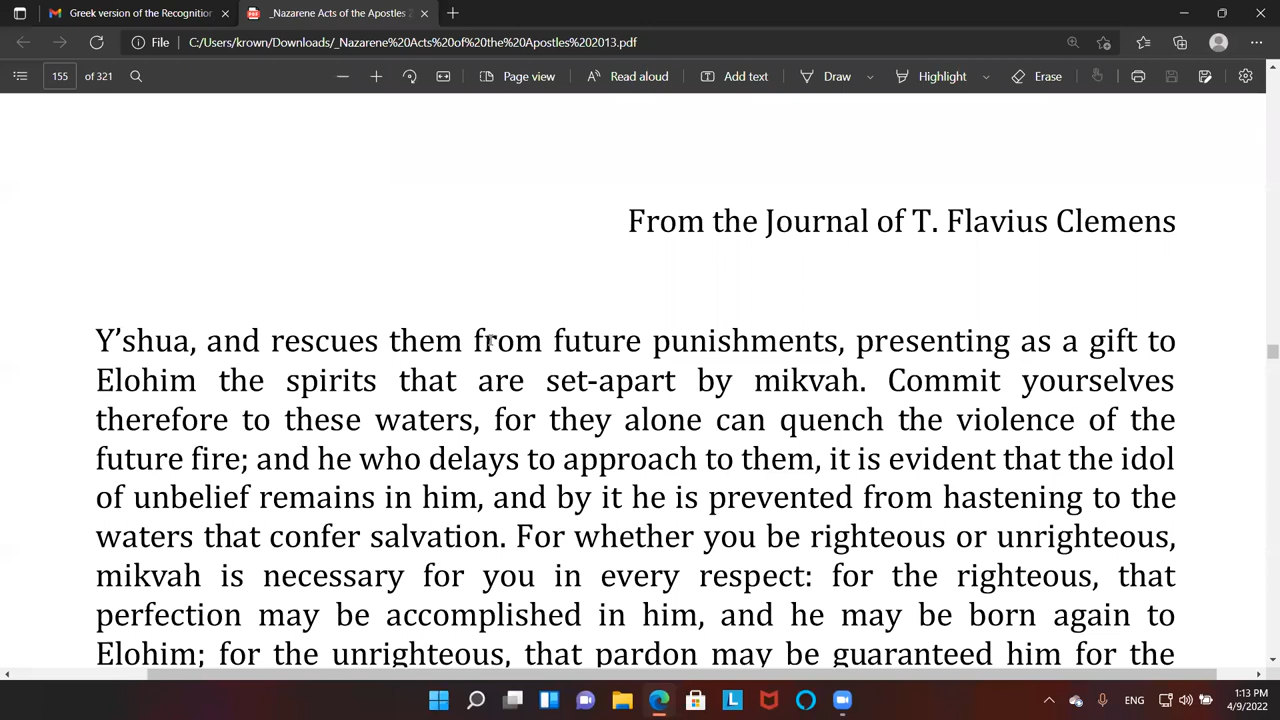 Greek version of the Recognition
_Nazarene Acts of the Apostles 2
File
C:/Users/krown/Downloads/_Nazarene%20Acts%20of%20the%20Apostles%202013.pdf
155
of 321
Page view
Read aloud
Add text
Draw
Highlight
Erase
From the Journal of T. Flavius Clemens
Y’shua, and rescues them from future punishments, presenting as a gift to
Elohim the spirits that are set-apart by mikvah. Commit yourselves
therefore to these waters, for they alone can quench the violence of the
future fire; and he who delays to approach to them, it is evident that the idol
of unbelief remains in him, and by it he is prevented from hastening to the
waters that confer salvation. For whether you be righteous or unrighteous,
mikvah is necessary for you in every respect: for the righteous, that
perfection may be accomplished in him, and he may be born again to
Elohim; for the unrighteous, that pardon may be guaranteed him for the
ENG
1:13 PM
4/9/2022